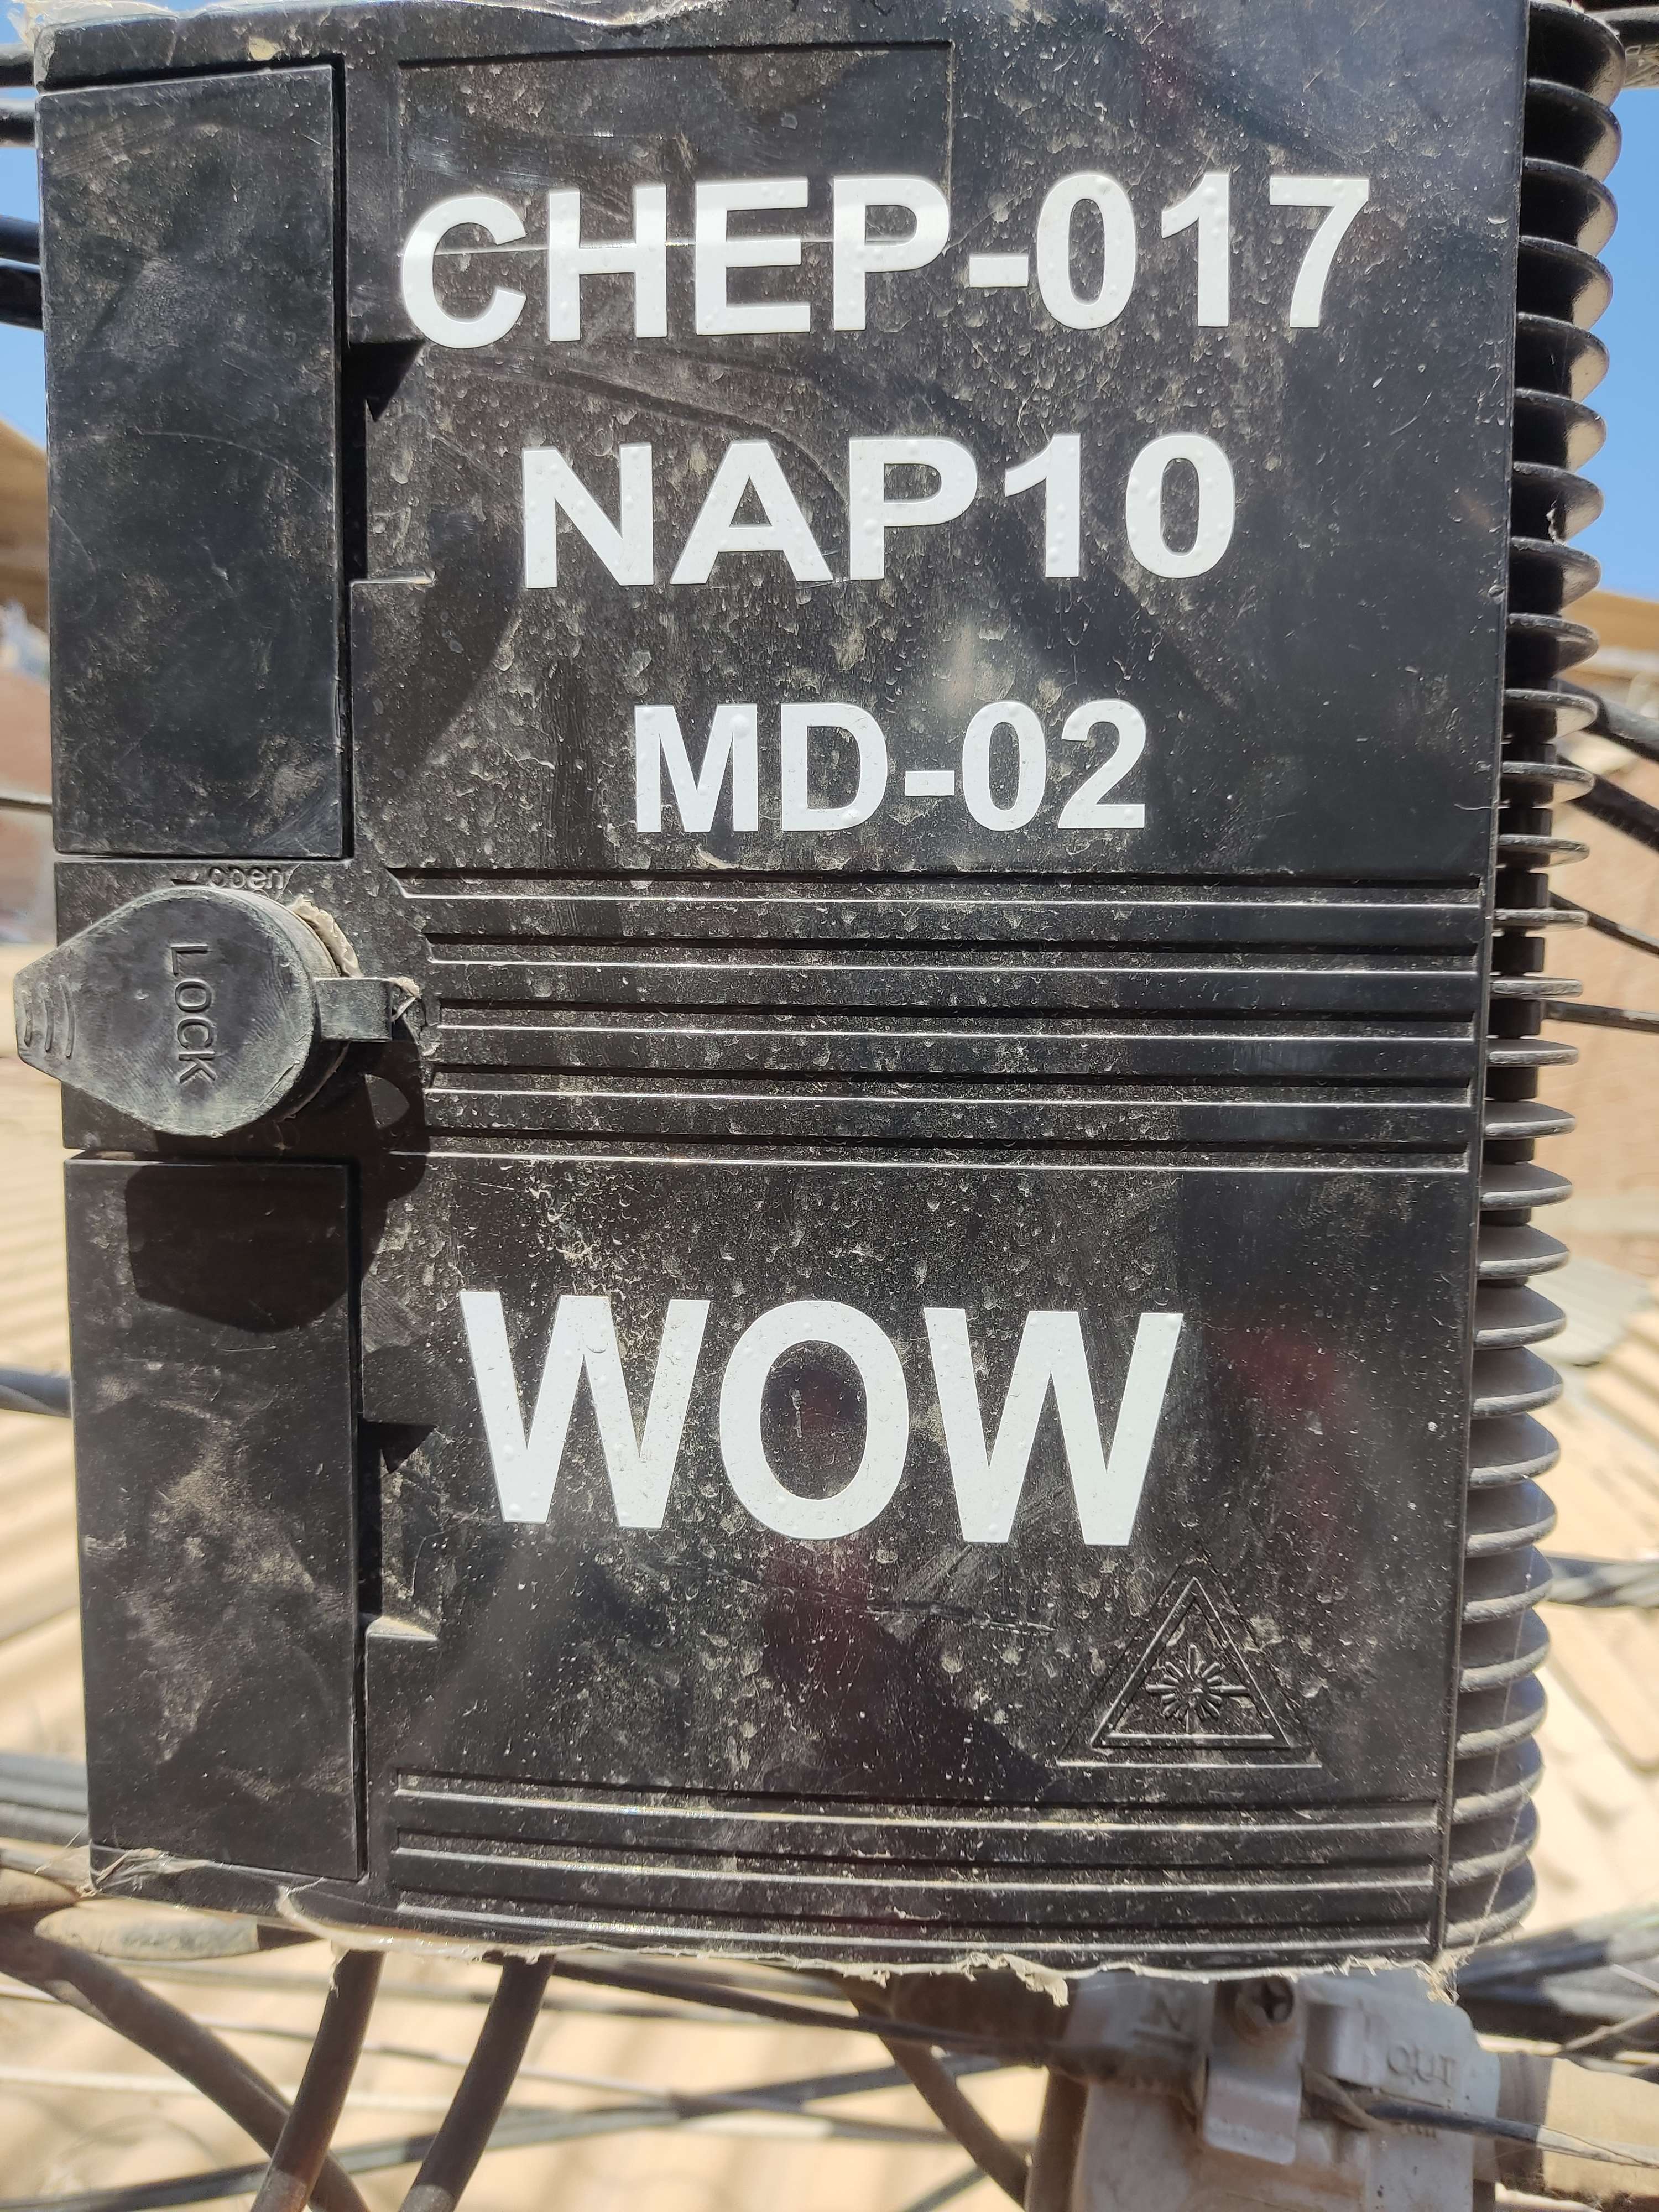 CHEP-017
NAP10
MD-02
open
LOCK
WOW
OUT